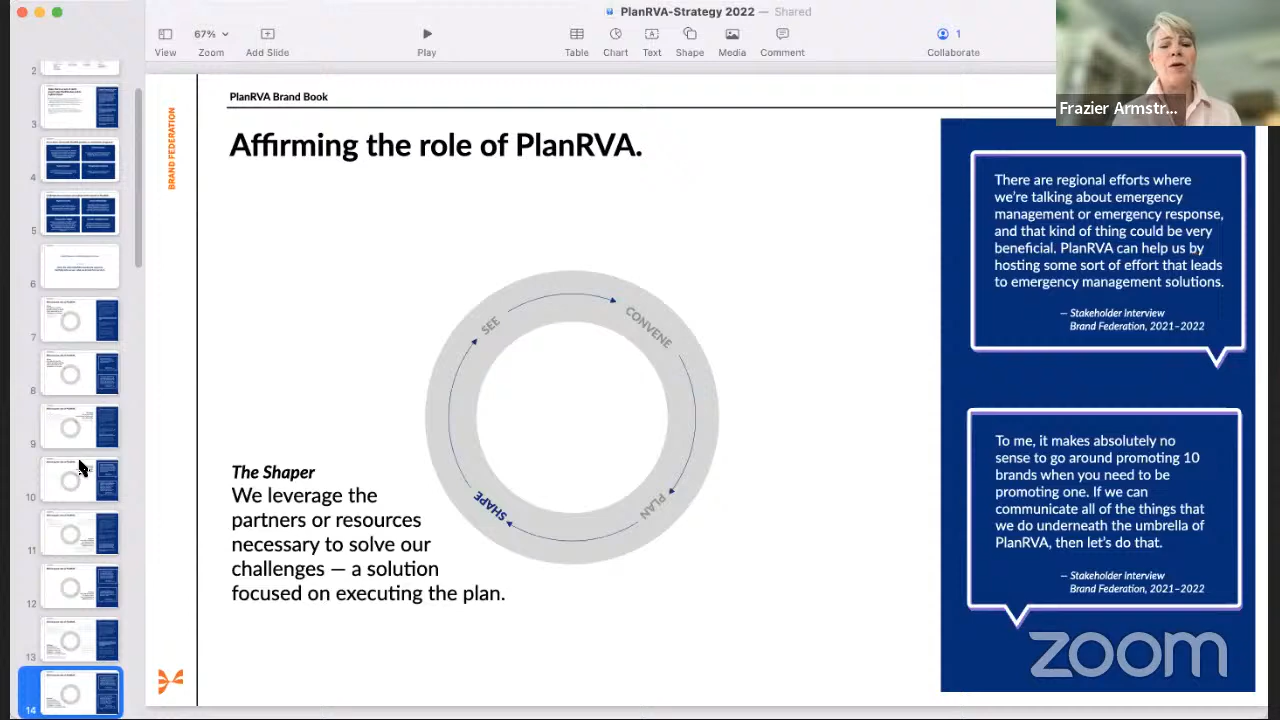 PlanRVA-Strategy 2022 — Shared
67%
View
Zoom
Add Slide
Play
Table
Chart
Text
Shape
Media
Comment
1
Collaborate
Frazier Armstr...
2
3
4
5
6
7
8
9
10
11
12
13
14
nRVA Brand B
BRAND FEDERATION
Affirming the role of PlanRVA.
SEE
CONVENE
PLAN
SHAPE
The Shaper
We leverage the
partners or resources
necessary to solve our
challenges — a solution
focused on executing the plan.
There are regional efforts where
we're talking about emergency
management or emergency response,
and that kind of thing could be very
beneficial. PlanRVA can help us by
hosting some sort of effort that leads
to emergency management solutions.
— Stakeholder Interview
Brand Federation, 2021–2022
To me, it makes absolutely no
sense to go around promoting 10
brands when you need to be
promoting one. If we can
communicate all of the things that
we do underneath the umbrella of
PlanRVA, then let's do that.
— Stakeholder Interview
Brand Federation, 2021–2022
zoom